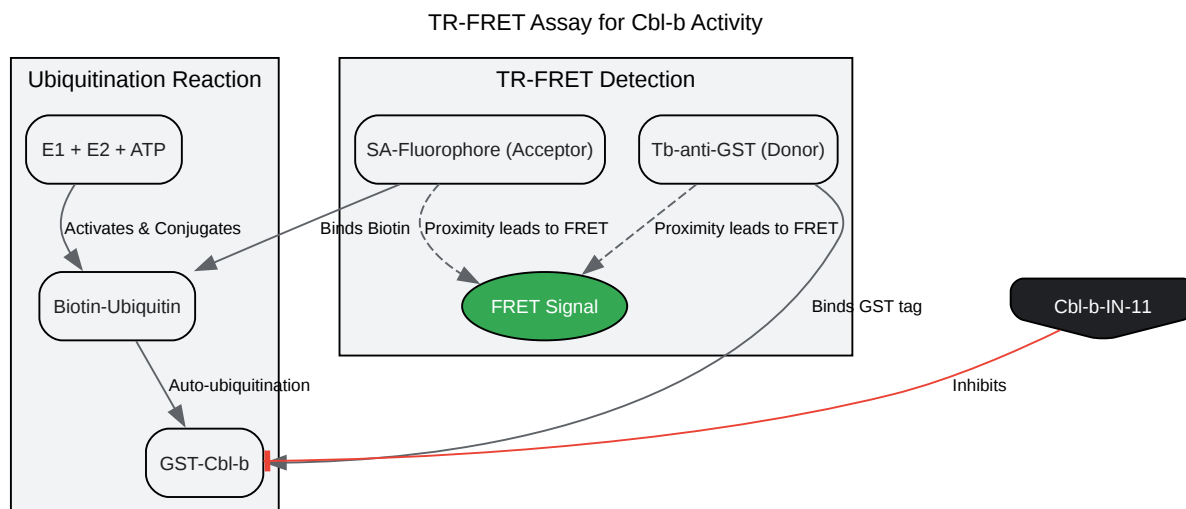 TR-FRET Assay for Cbl-b Activity
Ubiquitination Reaction
TR-FRET Detection
E1 + E2 + ATP
SA-Fluorophore (Acceptor)
Tb-anti-GST (Donor)
Activates & Conjugates
Binds Biotin
Proximity leads to FRET
Proximity leads to FRET
Biotin-Ubiquitin
FRET Signal
Binds GST tag
Cbl-b-IN-11
Auto-ubiquitination
Inhibits
GST-Cbl-b